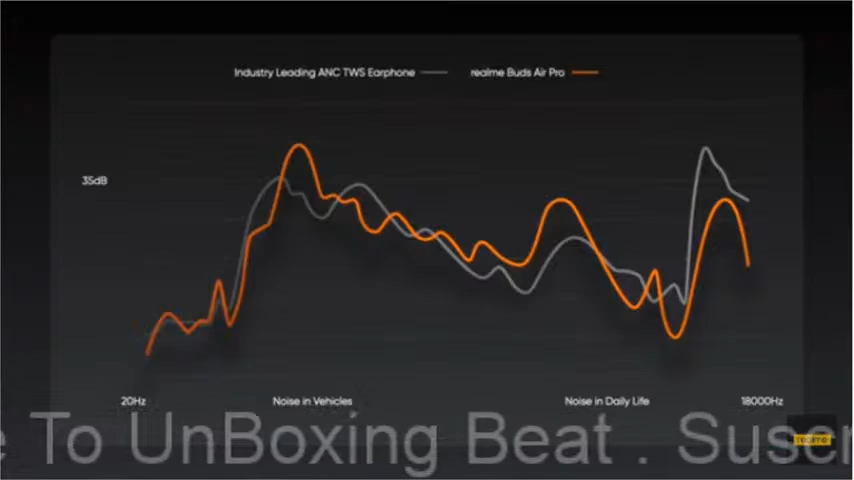 Industry Leading ANC TWS Earphone
realme Buds Air Pro
35dB
20Hz
Noise in Vehicles
Noise in Daily Life
18000Hz
e To UnBoxing Beat . Suscr
realme